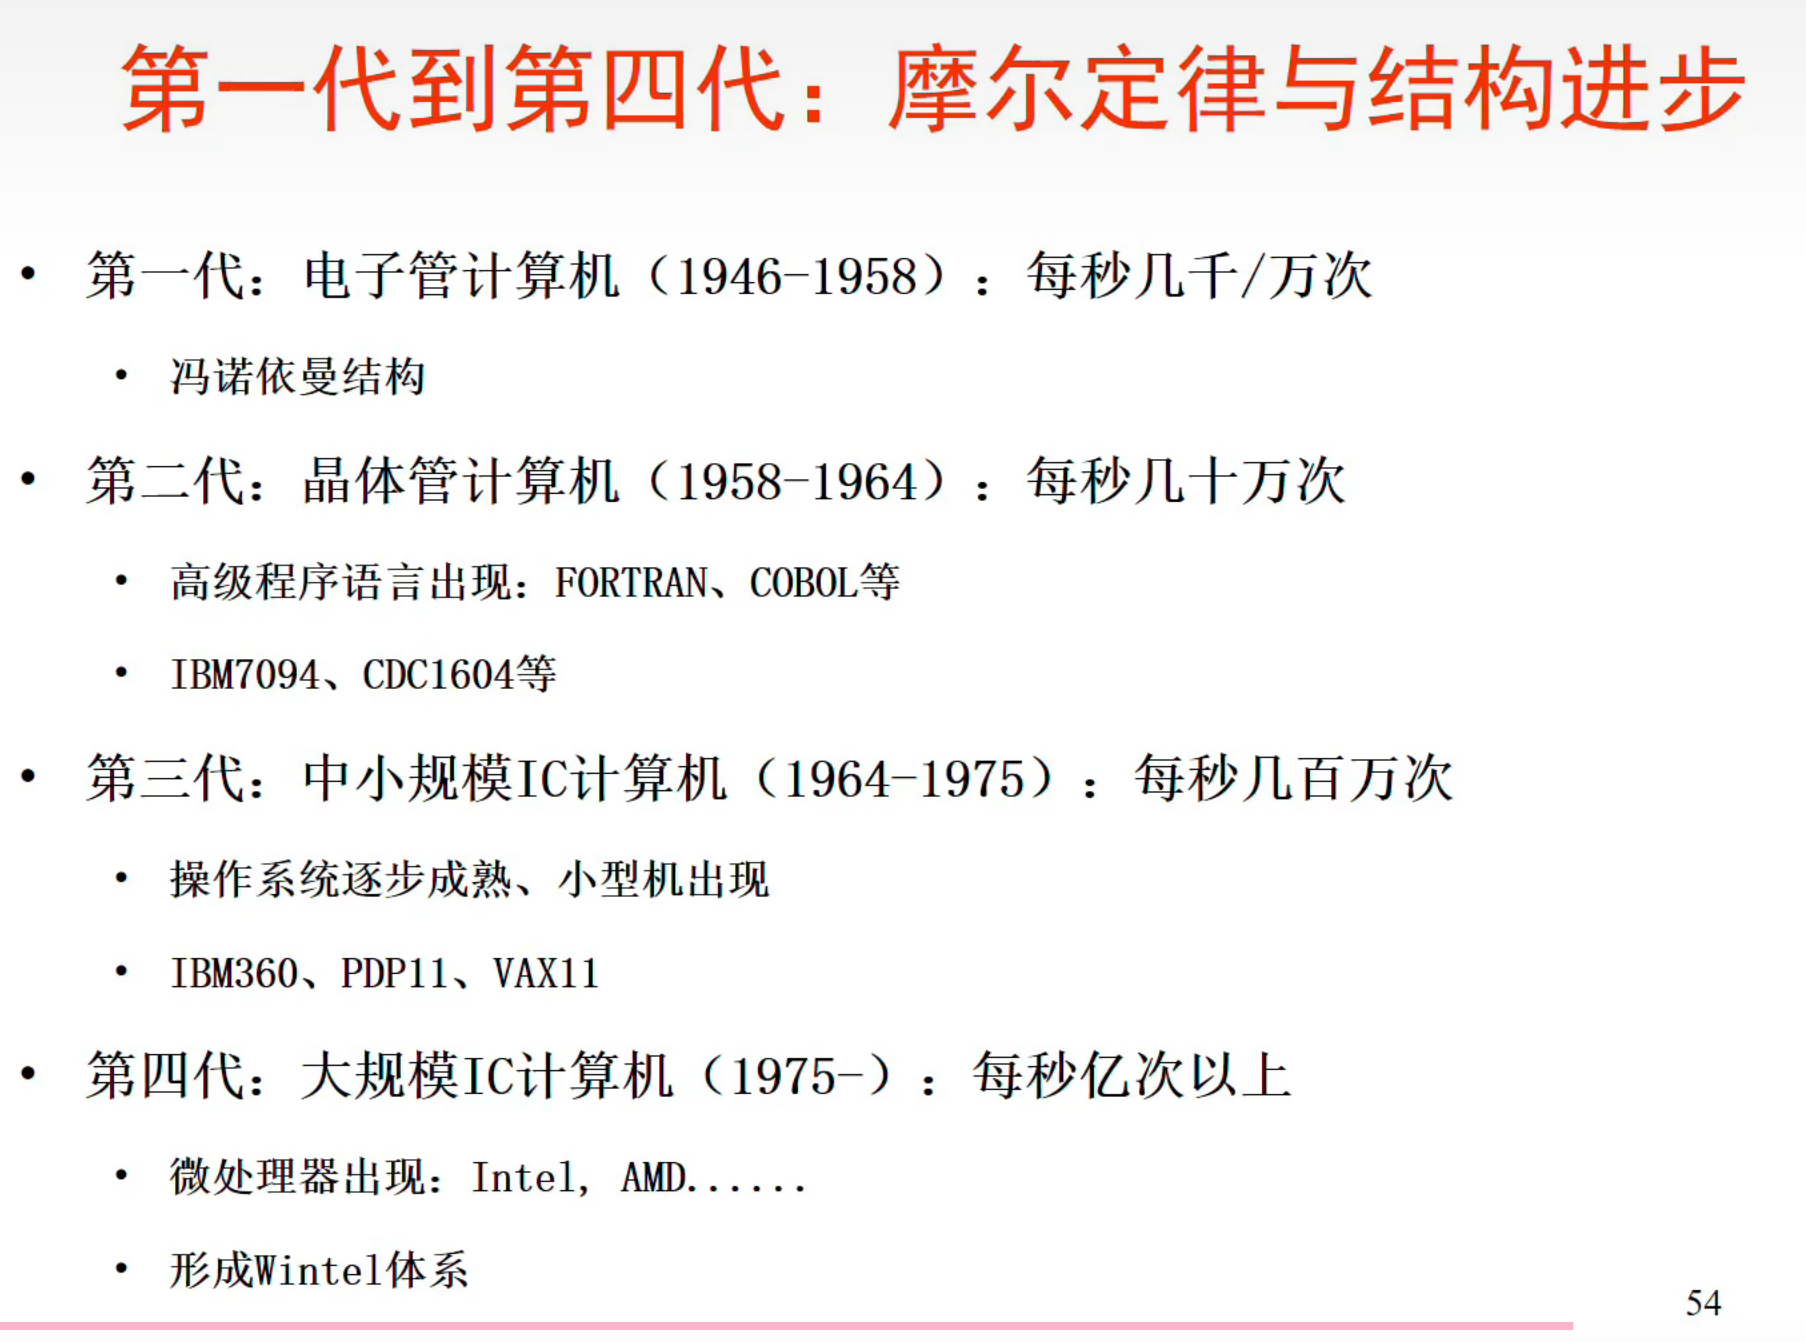 第一代到第四代：摩尔定律与结构进步
• 第一代：电子管计算机（1946-1958）：每秒几千/万次
• 冯诺依曼结构
• 第二代：晶体管计算机（1958-1964）：每秒几十万次
• 高级程序语言出现：FORTRAN、COBOL等
• IBM7094、CDC1604等
• 第三代：中小规模IC计算机（1964-1975）：每秒几百万次
• 操作系统逐步成熟、小型机出现
• IBM360、PDP11、VAX11
• 第四代：大规模IC计算机（1975-）：每秒亿次以上
• 微处理器出现：Intel, AMD......
• 形成Wintel体系
54